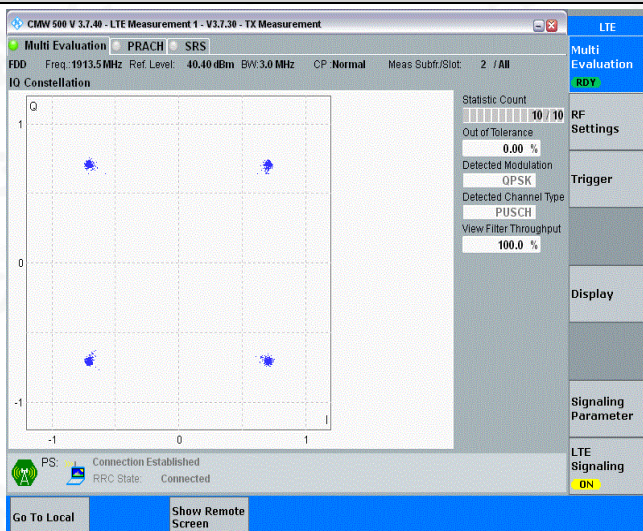 CMW 500 V 3.7.40 - LTE Measurement 1 - V3.7.30 - TX Measurement
LTE
Multi Evaluation PRACH SRS
FDD Freq.:1913.5MHz Ref. Level: 40.40 dBm BW:3.0 MHz CP :Normal Meas Subfr./Slot: 2 / All
IQ Constellation
Q
1
0
-1
I
-1 0 1
Statistic Count
10 / 10
Out of Tolerance
0.00 %
Detected Modulation
QPSK
Detected Channel Type
PUSCH
View Filter Throughput
100.0 %
Multi
Evaluation
RDY
RF
Settings
Trigger
Display
Signaling
Parameter
LTE
Signaling
ON
PS: Connection Established
RRC State: Connected
Go To Local
Show Remote
Screen